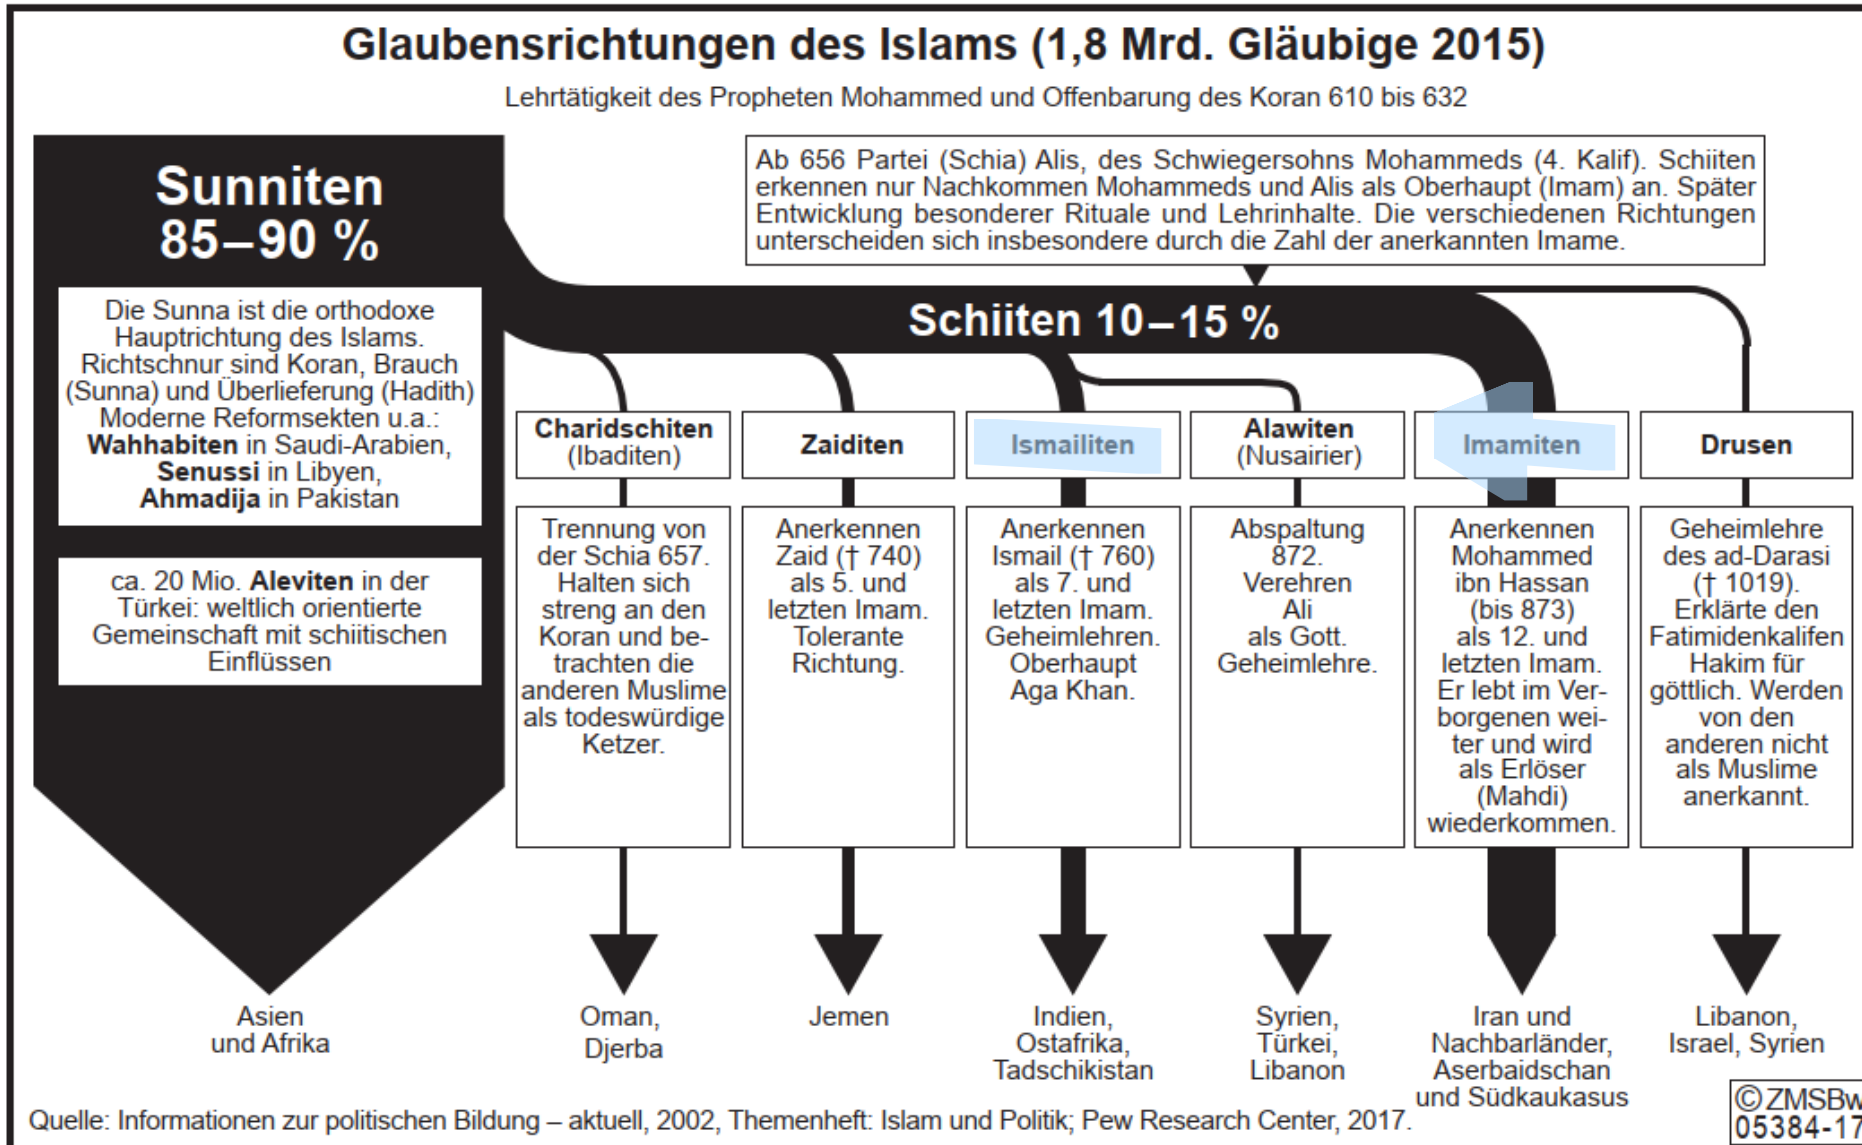 Glaubensrichtungen des Islams (1,8 Mrd. Gläubige 2015)
Lehrtätigkeit des Propheten Mohammed und Offenbarung des Koran 610 bis 632
Sunniten
85–90 %
Die Sunna ist die orthodoxe
Hauptrichtung des Islams.
Richtschnur sind Koran, Brauch
(Sunna) und Überlieferung (Hadith)
Moderne Reformsekten u.a.:
Wahhabiten in Saudi-Arabien,
Senussi in Libyen,
Ahmadija in Pakistan
ca. 20 Mio. Aleviten in der
Türkei: weltlich orientierte
Gemeinschaft mit schiitischen
Einflüssen
Asien
und Afrika
Ab 656 Partei (Schia) Alis, des Schwiegersohns Mohammeds (4. Kalif). Schiiten
erkennen nur Nachkommen Mohammeds und Alis als Oberhaupt (Imam) an. Später
Entwicklung besonderer Rituale und Lehrinhalte. Die verschiedenen Richtungen
unterscheiden sich insbesondere durch die Zahl der anerkannten Imame.
Schiiten 10–15 %
Charidschiten
(Ibaditen)
Trennung von
der Schia 657.
Halten sich
streng an den
Koran und be-
trachten die
anderen Muslime
als todeswürdige
Ketzer.
Oman,
Djerba
Zaiditen
Anerkennen
Zaid († 740)
als 5. und
letzten Imam.
Tolerante
Richtung.
Jemen
Ismailiten
Anerkennen
Ismail († 760)
als 7. und
letzten Imam.
Geheimlehren.
Oberhaupt
Aga Khan.
Indien,
Ostafrika,
Tadschikistan
Alawiten
(Nusairier)
Abspaltung
872.
Verehren
Ali
als Gott.
Geheimlehre.
Syrien,
Türkei,
Libanon
Imamiten
Anerkennen
Mohammed
ibn Hassan
(bis 873)
als 12. und
letzten Imam.
Er lebt im Ver-
borgenen wei-
ter und wird
als Erlöser
(Mahdi)
wiederkommen.
Iran und
Nachbarländer,
Aserbaidschan
und Südkaukasus
Drusen
Geheimlehre
des ad-Darasi
(† 1019).
Erklärte den
Fatimidenkalifen
Hakim für
göttlich. Werden
von den
anderen nicht
als Muslime
anerkannt.
Libanon,
Israel, Syrien
Quelle: Informationen zur politischen Bildung – aktuell, 2002, Themenheft: Islam und Politik; Pew Research Center, 2017.
© ZMSBw
05384-17